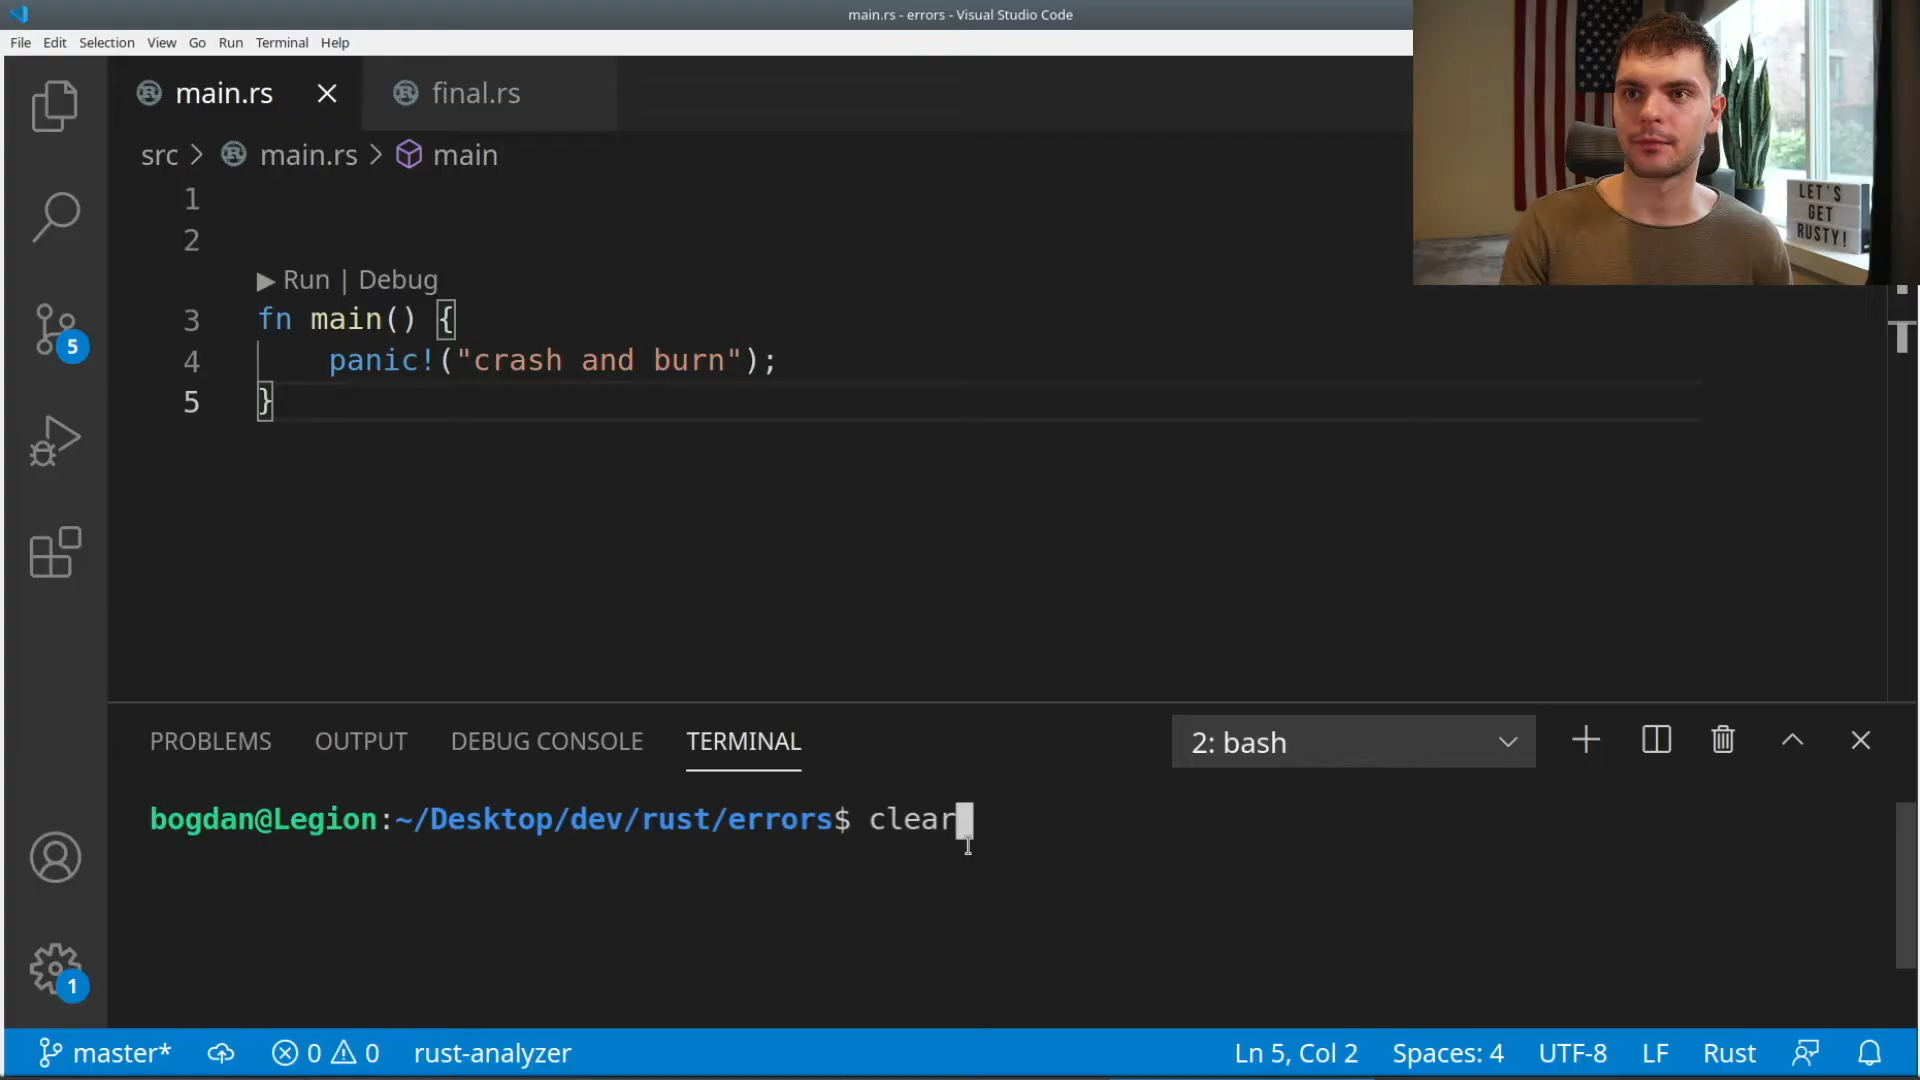 main.rs - errors - Visual Studio Code
File Edit Selection View Go Run Terminal Help
main.rs final.rs
src > main.rs > main
1
2
Run | Debug
3 fn main() {
4 panic!("crash and burn");
5 }
LET'S
GET
RUSTY!
5
PROBLEMS OUTPUT DEBUG CONSOLE TERMINAL 2: bash
bogdan@Legion:~/Desktop/dev/rust/errors$ clear
1
master* 0 0 rust-analyzer Ln 5, Col 2 Spaces: 4 UTF-8 LF Rust